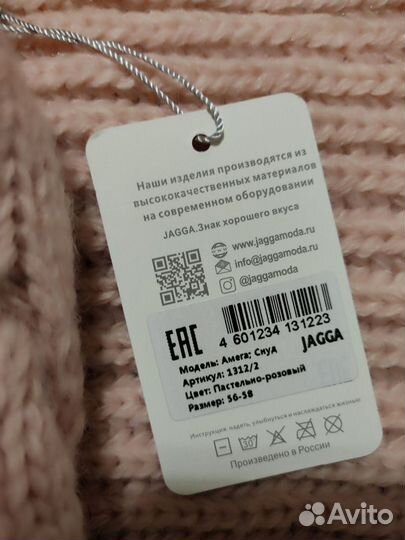 Наши изделия производятся из
высококачественных материалов
на современном оборудовании
JAGGA.Знак хорошего вкуса
www.jaggamoda.ru
info@jaggamoda.ru
@jaggamoda
EAC
4 601234 131223
Модель: Амега; Снуд
JAGGA
Артикул: 1312/2
Цвет: Пастельно-розовый
Размер: 56-58
Инструкция: надеть, улыбнуться и наслаждаться жизнью
30
Произведено в России
Avito